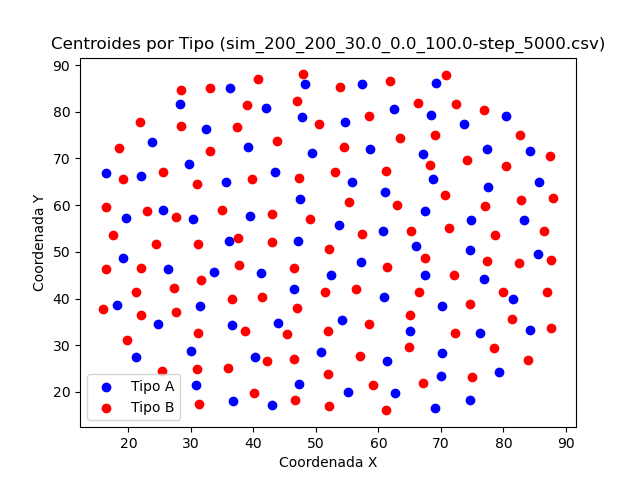 Centroides por Tipo (sim_200_200_30.0_0.0_100.0-step_5000.csv)
90
80
70
60
50
40
30
20
Coordenada Y
Tipo A
Tipo B
20 30 40 50 60 70 80 90
Coordenada X